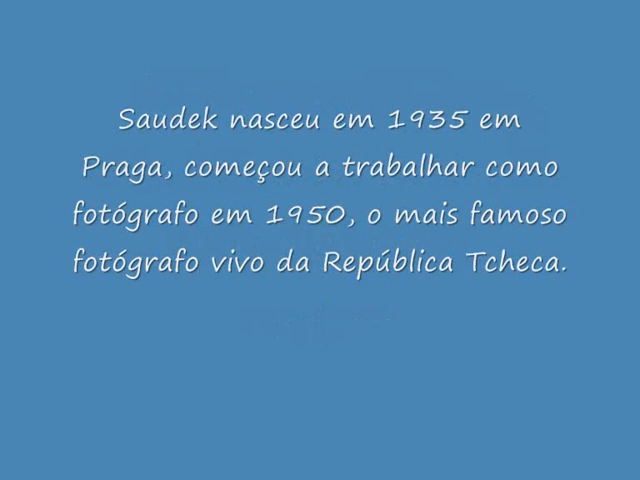 Saudek nasceu em 1935 em
Praga, começou a trabalhar como
fotógrafo em 1950, o mais famoso
fotógrafo vivo da República Tcheca.